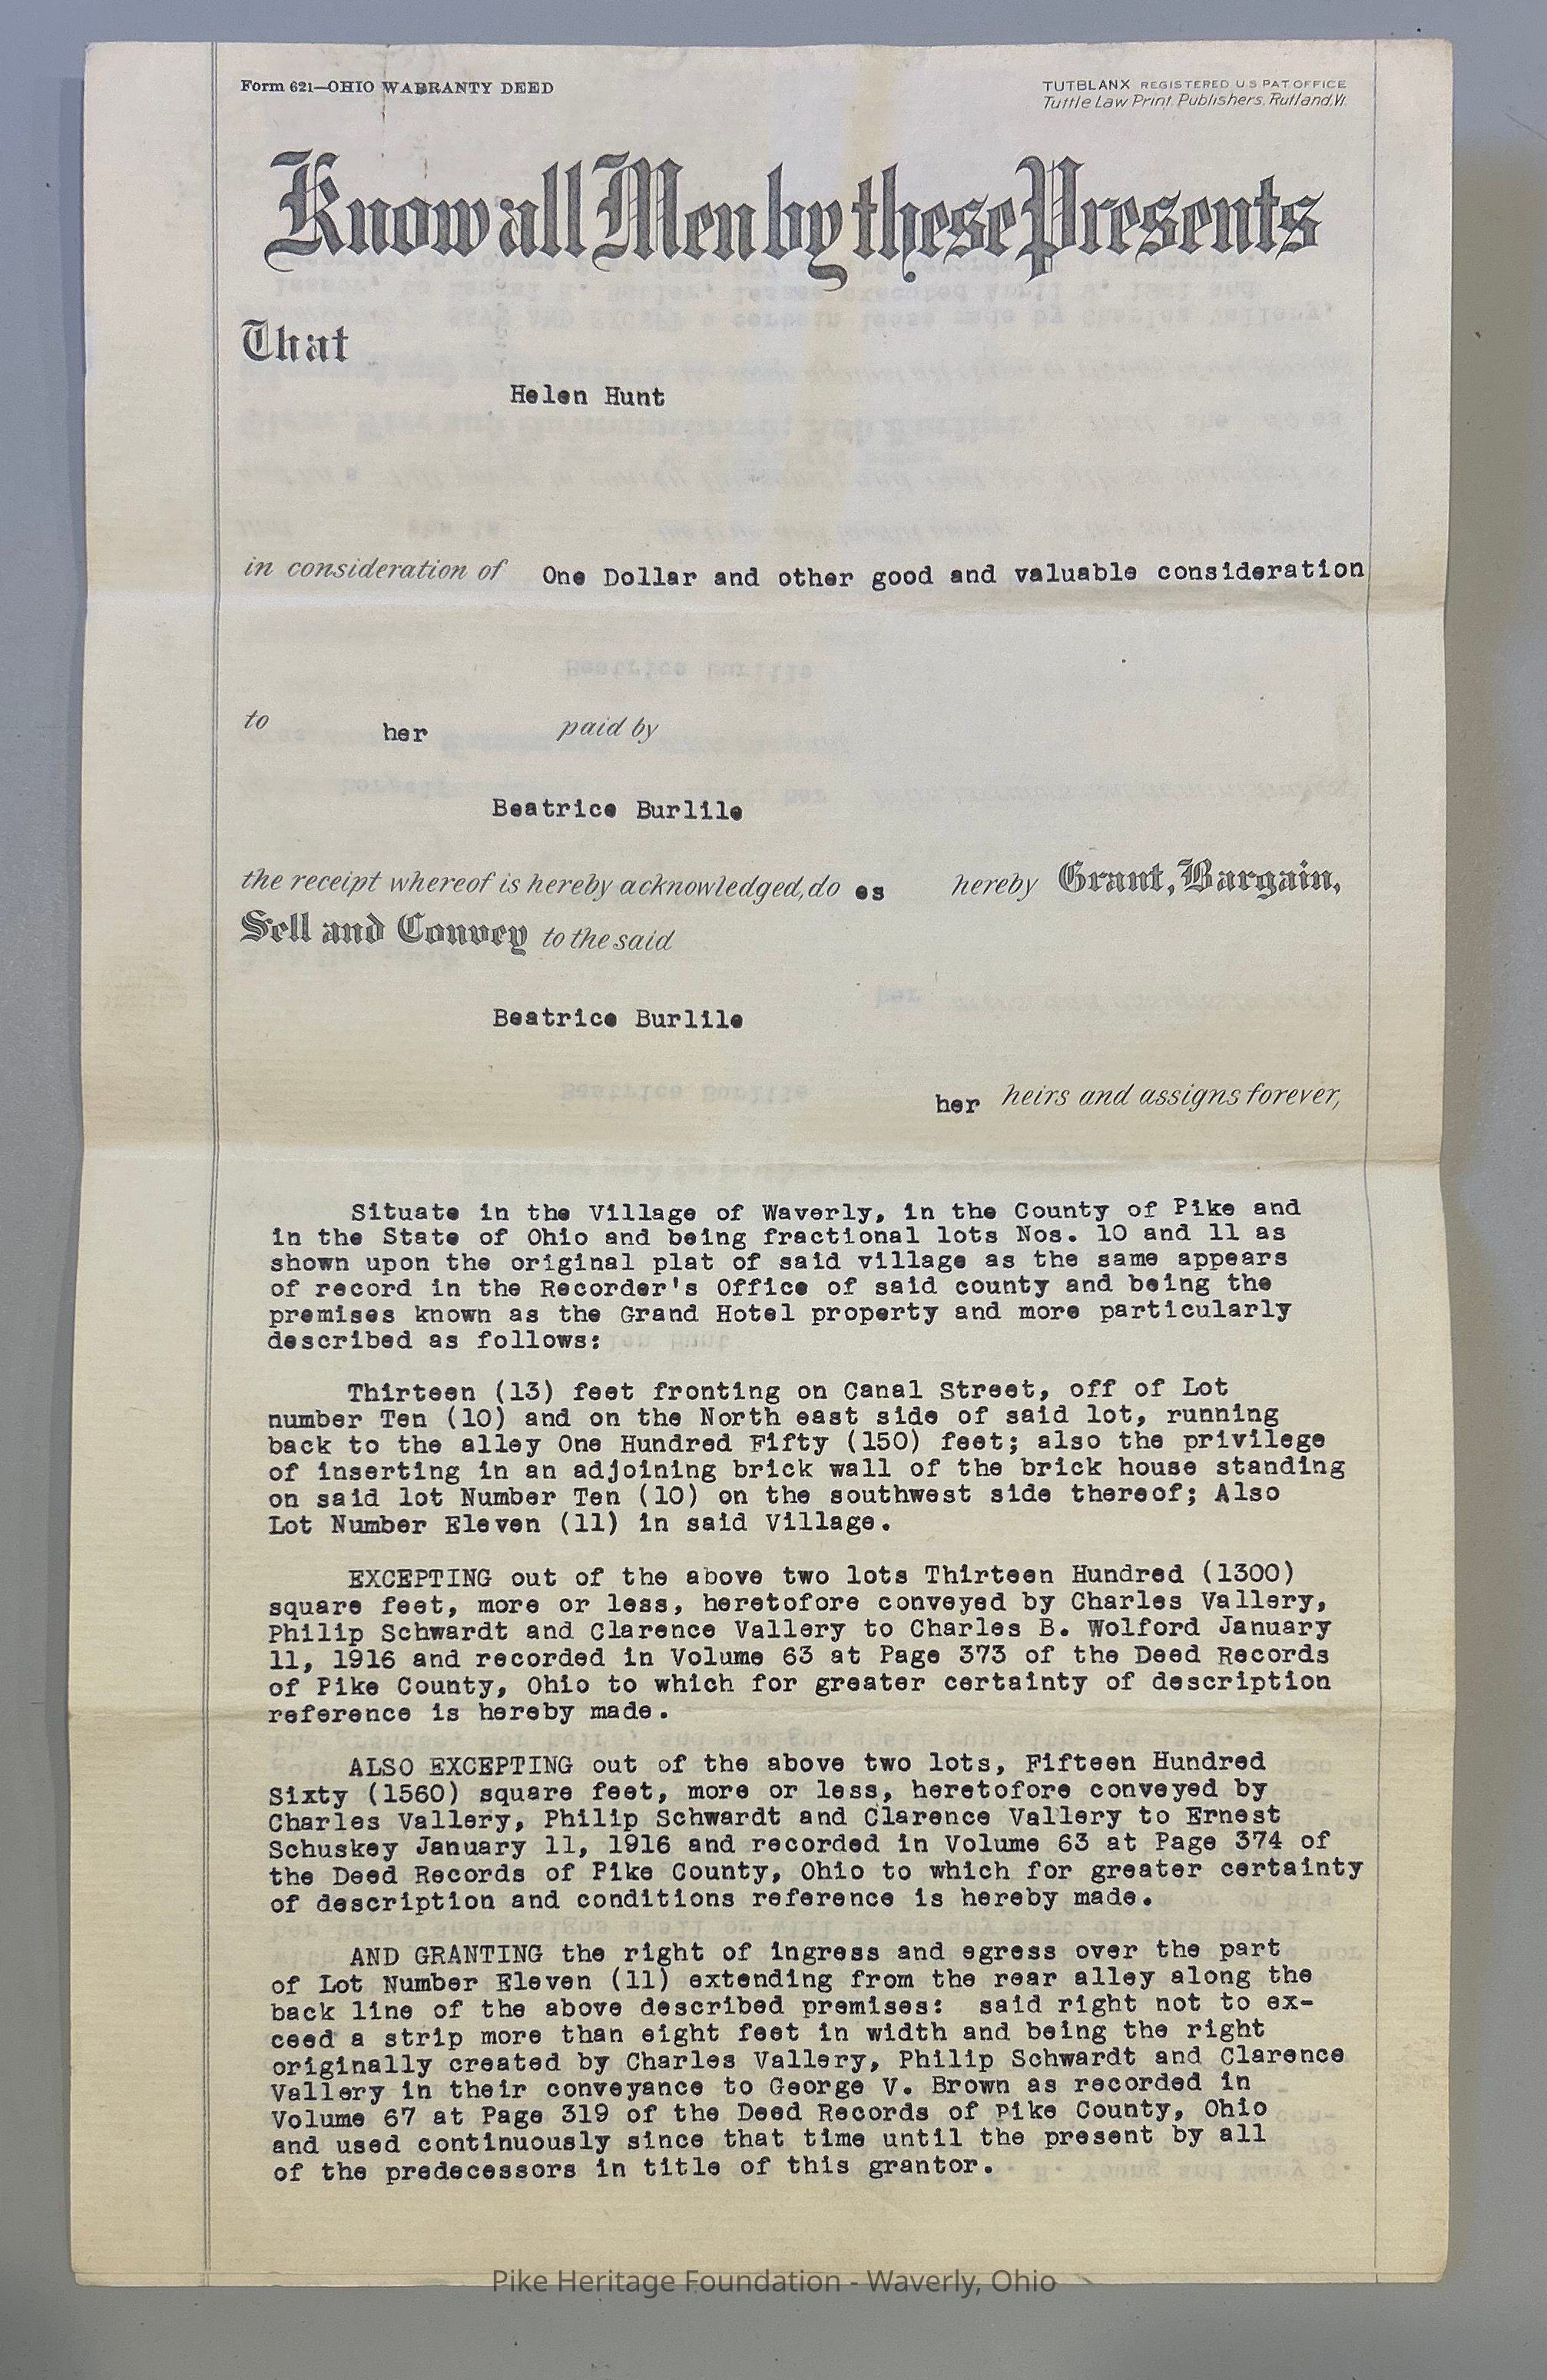 Form 621—OHIO WARRANTY DEED
TUTBLANX REGISTERED U.S. PAT. OFFICE
Tuttle Law Print, Publishers, Rutland, Vt.
Know all Men by these Presents
That
Helen Hunt
in consideration of One Dollar and other good and valuable consideration
Beatrice Burlile
to her paid by
Beatrice Burlile
the receipt whereof is hereby acknowledged, do es hereby Grant, Bargain,
Sell and Convey to the said
Beatrice Burlile
her heirs and assigns forever,
Situate in the Village of Waverly, in the County of Pike and
in the State of Ohio and being fractional lots Nos. 10 and 11 as
shown upon the original plat of said village as the same appears
of record in the Recorder's Office of said county and being the
premises known as the Grand Hotel property and more particularly
described as follows:
Thirteen (13) feet fronting on Canal Street, off of Lot
number Ten (10) and on the North east side of said lot, running
back to the alley One Hundred Fifty (150) feet; also the privilege
of inserting in an adjoining brick wall of the brick house standing
on said lot Number Ten (10) on the southwest side thereof; Also
Lot Number Eleven (11) in said Village.
EXCEPTING out of the above two lots Thirteen Hundred (1300)
square feet, more or less, heretofore conveyed by Charles Vallery,
Philip Schwardt and Clarence Vallery to Charles B. Wolford January
11, 1916 and recorded in Volume 63 at Page 373 of the Deed Records
of Pike County, Ohio to which for greater certainty of description
reference is hereby made.
ALSO EXCEPTING out of the above two lots, Fifteen Hundred
Sixty (1560) square feet, more or less, heretofore conveyed by
Charles Vallery, Philip Schwardt and Clarence Vallery to Ernest
Schuskey January 11, 1916 and recorded in Volume 63 at Page 374 of
the Deed Records of Pike County, Ohio to which for greater certainty
of description and conditions reference is hereby made.
AND GRANTING the right of ingress and egress over the part
of Lot Number Eleven (11) extending from the rear alley along the
back line of the above described premises: said right not to ex-
ceed a strip more than eight feet in width and being the right
originally created by Charles Vallery, Philip Schwardt and Clarence
Vallery in their conveyance to George V. Brown as recorded in
Volume 67 at Page 319 of the Deed Records of Pike County, Ohio
and used continuously since that time until the present by all
of the predecessors in title of this grantor.
Pike Heritage Foundation - Waverly, Ohio